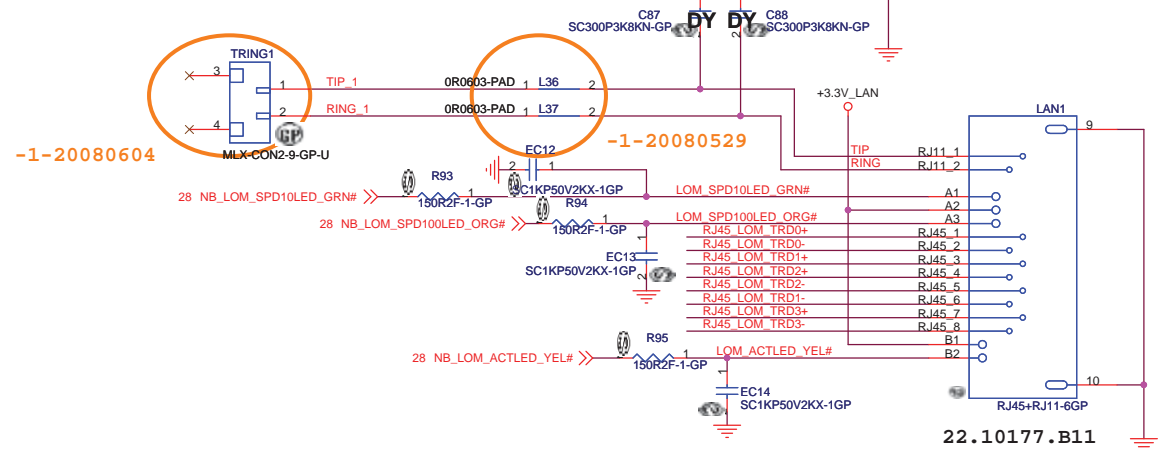 C87
SC300P3K8KN-GP
DY
DY
C88
SC300P3K8KN-GP
2
TRING1
3
1
TIP_1
0R0603-PAD
1
L36
2
2
RING_1
0R0603-PAD
1
L37
2
4
GP
MLX-CON2-9-GP-U
-1-20080604
-1-20080529
+3.3V_LAN
LAN1
9
TIP
RJ11_1
RING
RJ11_2
EC12
2
1
SC1KP50V2KX-1GP
R93
28 NB_LOM_SPD10LED_GRN#
1
150R2F-1-GP
LOM_SPD10LED_GRN#
A1
A2
R94
28 NB_LOM_SPD100LED_ORG#
1
150R2F-1-GP
LOM_SPD100LED_ORG#
A3
RJ45_LOM_TRD0+
RJ45_1
RJ45_LOM_TRD0-
RJ45_2
RJ45_LOM_TRD1+
RJ45_3
RJ45_LOM_TRD2+
RJ45_4
RJ45_LOM_TRD2-
RJ45_5
RJ45_LOM_TRD1-
RJ45_6
RJ45_LOM_TRD3+
RJ45_7
RJ45_LOM_TRD3-
RJ45_8
1
EC13
SC1KP50V2KX-1GP
2
B1
R95
28 NB_LOM_ACTLED_YEL#
1
150R2F-1-GP
LOM_ACTLED_YEL#
B2
1
EC14
SC1KP50V2KX-1GP
10
RJ45+RJ11-6GP
22.10177.B11